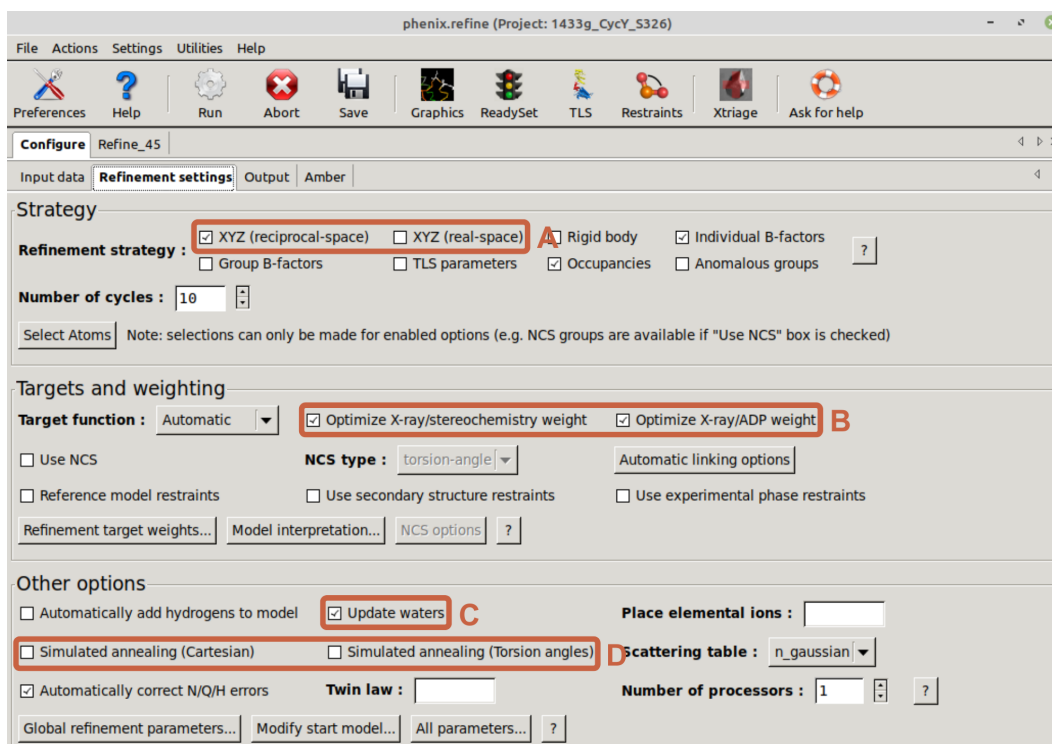 phenix.refine (Project: 1433g_CycY_S326)
File Actions Settings Utilities Help
Preferences Help Run Abort Save Graphics ReadySet TLS Restraints Xtriage Ask for help
Configure Refine_45
Input data Refinement settings Output Amber
Strategy
Refinement strategy : XYZ (reciprocal-space) XYZ (real-space) A Rigid body Individual B-factors ?
Group B-factors TLS parameters Occupancies Anomalous groups
Number of cycles : 10
Select Atoms Note: selections can only be made for enabled options (e.g. NCS groups are available if "Use NCS" box is checked)
Targets and weighting
Target function : Automatic Optimize X-ray/stereochemistry weight Optimize X-ray/ADP weight B
Use NCS NCS type : torsion-angle Automatic linking options
Reference model restraints Use secondary structure restraints Use experimental phase restraints
Refinement target weights... Model interpretation... NCS options ?
Other options
Automatically add hydrogens to model Update waters C Place elemental ions :
Simulated annealing (Cartesian) Simulated annealing (Torsion angles) D Scattering table : n_gaussian
Automatically correct N/Q/H errors Twin law : Number of processors : 1 ?
Global refinement parameters... Modify start model... All parameters... ?